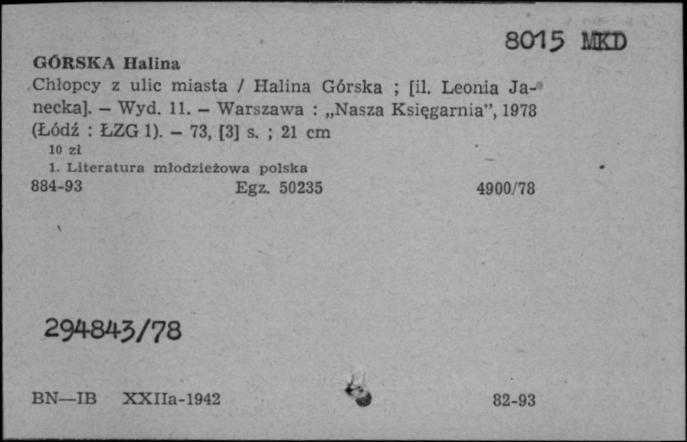 8015 MKD
GÓRSKA Halina
Chłopcy z ulic miasta / Halina Górska ; [il. Leonia Ja-
necka]. — Wyd. 11. — Warszawa : „Nasza Księgarnia”, 1978
(Łódź : ŁZG 1). — 73, [3] s. ; 21 cm
10 zł
1. Literatura młodzieżowa polska
884-93 Egz. 50235 4900/78
294843/78
BN—IB XXIIa-1942 82-93